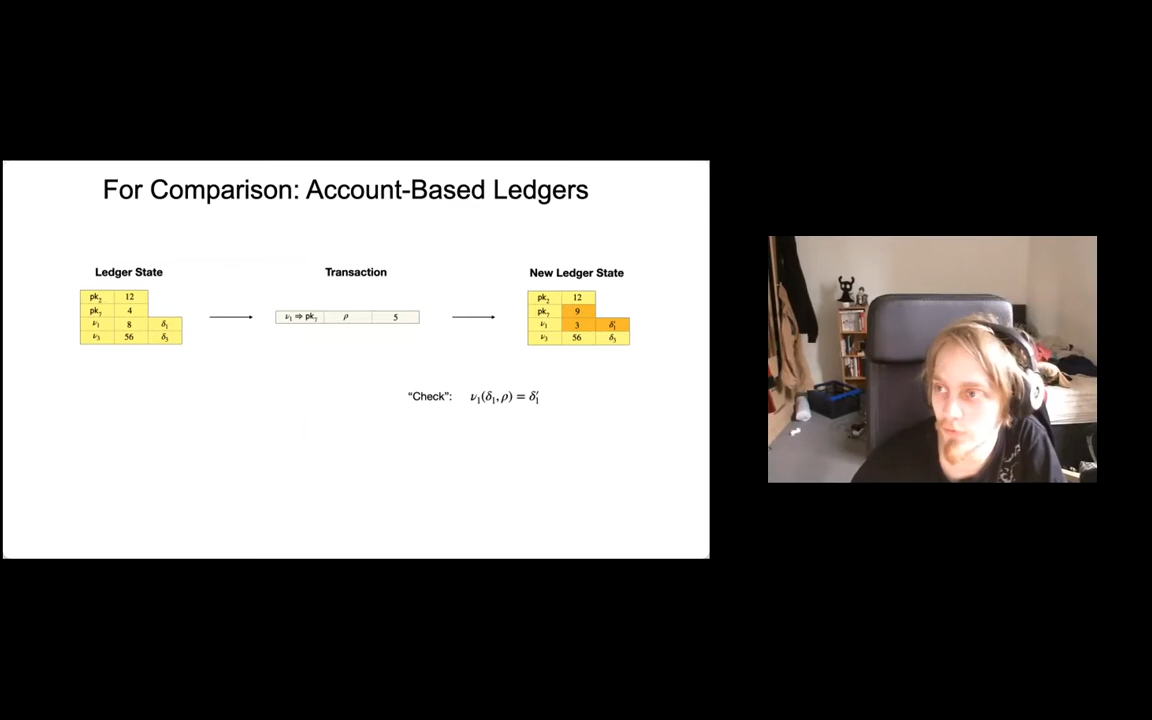 For Comparison: Account-Based Ledgers
Ledger State
pk₂ 12
pk₇ 4
ν₁ 8 δ₁
ν₃ 56 δ₃
Transaction
ν₁ ⇒ pk₇ ρ 5
New Ledger State
pk₂ 12
pk₇ 9
ν₁ 3 δ₁′
ν₃ 56 δ₃
“Check”: ν₁(δ₁, ρ) = δ₁′